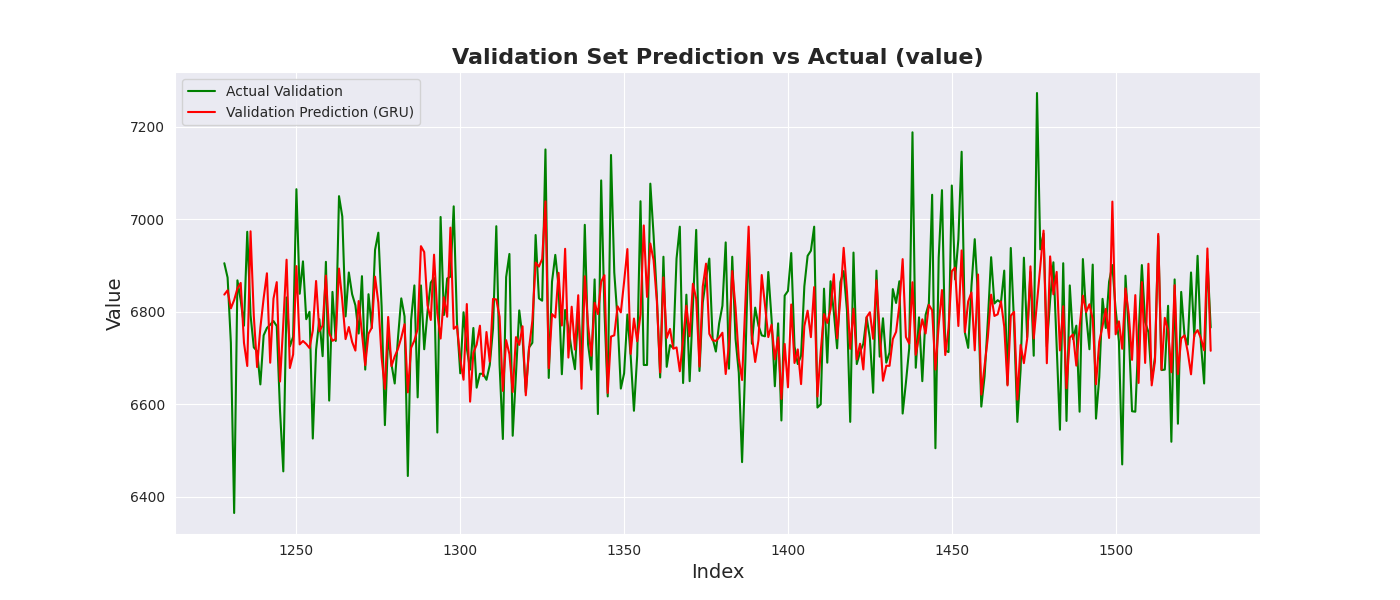 Validation Set Prediction vs Actual (value)
Actual Validation
Validation Prediction (GRU)
7200
7000
6800
6600
6400
Value
1250
1300
1350
1400
1450
1500
Index